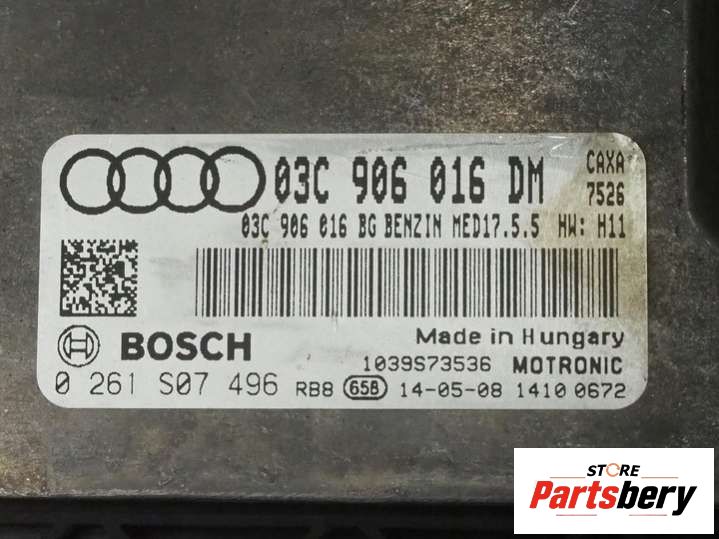 03C 906 016 DM CAXA
7526
03C 906 016 BG BENZIN MED17.5.5 HW: H11
BOSCH
Made in Hungary
1039S73536 MOTRONIC
0 261 S07 496 RB8 658 14-05-08 1410 0672
STORE
Partsbery